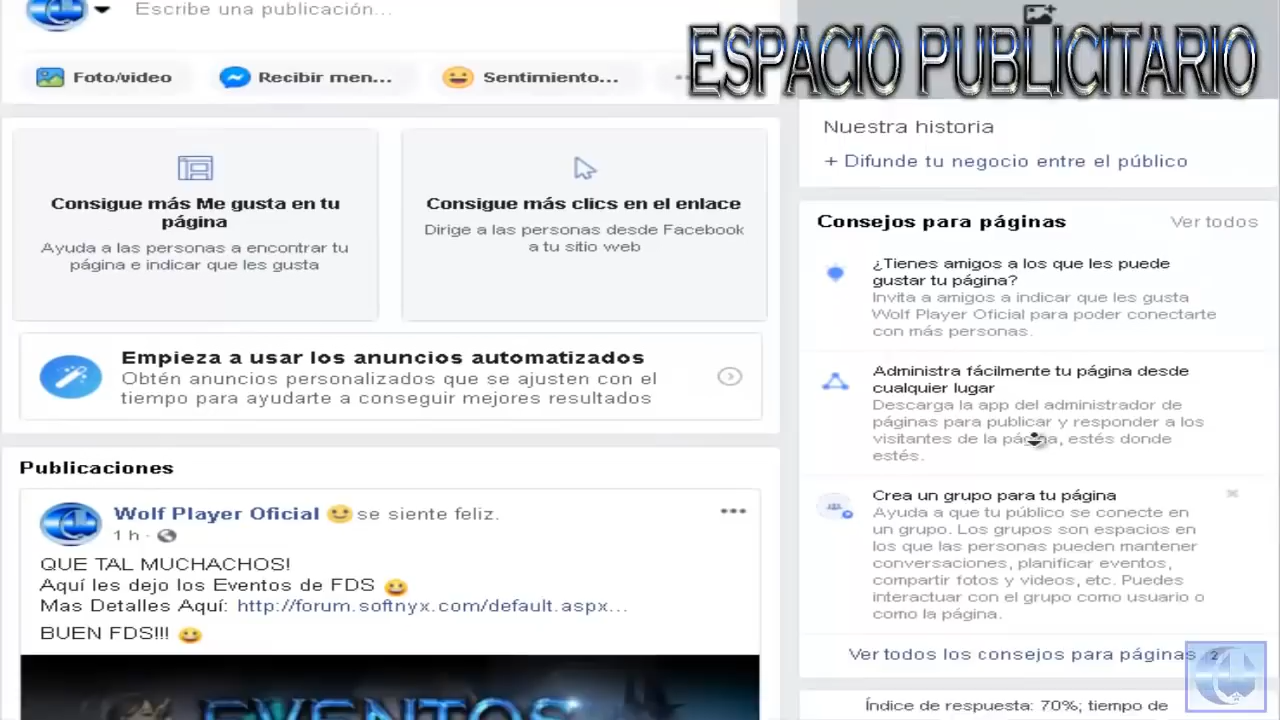 Escribe una publicación...
ESPACIO PUBLICITARIO
Foto/video
Recibir men...
Sentimiento...
Consigue más Me gusta en tu
página
Ayuda a las personas a encontrar tu
página e indicar que les gusta
Consigue más clics en el enlace
Dirige a las personas desde Facebook
a tu sitio web
Empieza a usar los anuncios automatizados
Obtén anuncios personalizados que se ajusten con el
tiempo para ayudarte a conseguir mejores resultados
Publicaciones
Wolf Player Oficial 😀 se siente feliz.
1 h ·
QUE TAL MUCHACHOS!
Aquí les dejo los Eventos de FDS 😀
Mas Detalles Aquí: http://forum.softnyx.com/default.aspx...
BUEN FDS!!! 😀
EVENTOS
Nuestra historia
+ Difunde tu negocio entre el público
Consejos para páginas
Ver todos
¿Tienes amigos a los que les puede
gustar tu página?
Invita a amigos a indicar que les gusta
Wolf Player Oficial para poder conectarte
con más personas.
Administra fácilmente tu página desde
cualquier lugar
Descarga la app del administrador de
páginas para publicar y responder a los
visitantes de la página, estés donde
estés.
Crea un grupo para tu página
Ayuda a que tu público se conecte en
un grupo. Los grupos son espacios en
los que las personas pueden mantener
conversaciones, planificar eventos,
compartir fotos y videos, etc. Puedes
interactuar con el grupo como usuario o
como la página.
Ver todos los consejos para páginas
Índice de respuesta: 70%; tiempo de